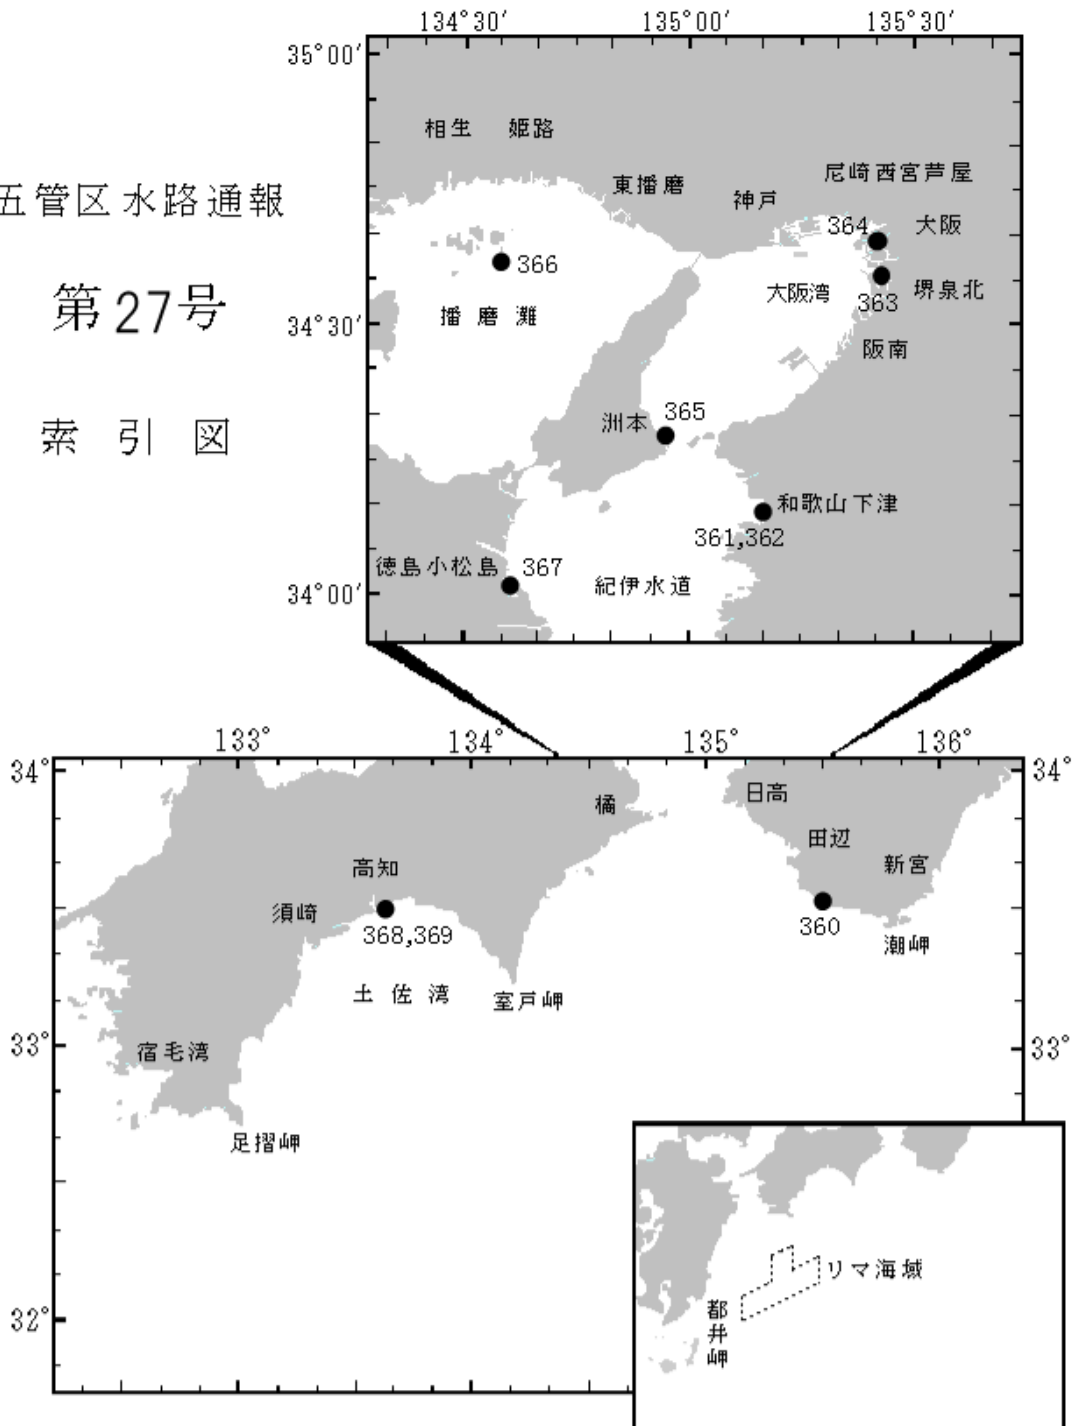 五管区水路通報
第27号
索 引 図
134°30′ 135°00′ 135°30′
35°00′
相生 姫路
東播磨
神戸
尼崎西宮芦屋
364 大阪
366
大阪湾
363
堺泉北
播 磨 灘
34°30′
阪南
365
洲本
和歌山下津
361,362
徳島小松島
367
紀伊水道
34°00′
133° 134° 135° 136°
34° 34°
橘
日高
田辺
新宮
高知
須崎
368,369
360
潮岬
土 佐 湾
室戸岬
33° 33°
宿毛湾
足摺岬
リマ海域
都井岬
32°